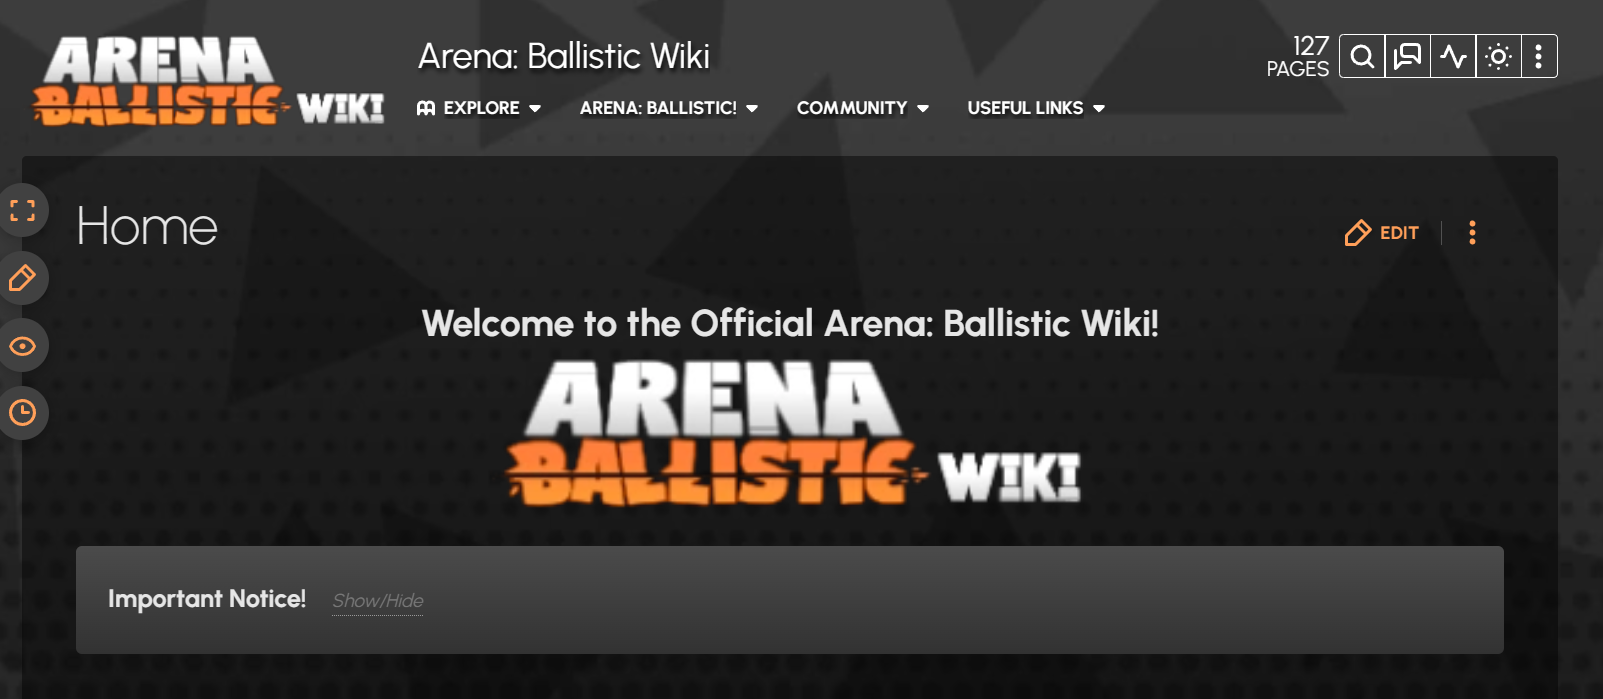 ARENA
BALLISTIC WIKI
Arena: Ballistic Wiki
127
PAGES
EXPLORE
ARENA: BALLISTIC!
COMMUNITY
USEFUL LINKS
Home
EDIT
Welcome to the Official Arena: Ballistic Wiki!
ARENA
BALLISTIC WIKI
Important Notice! Show/Hide